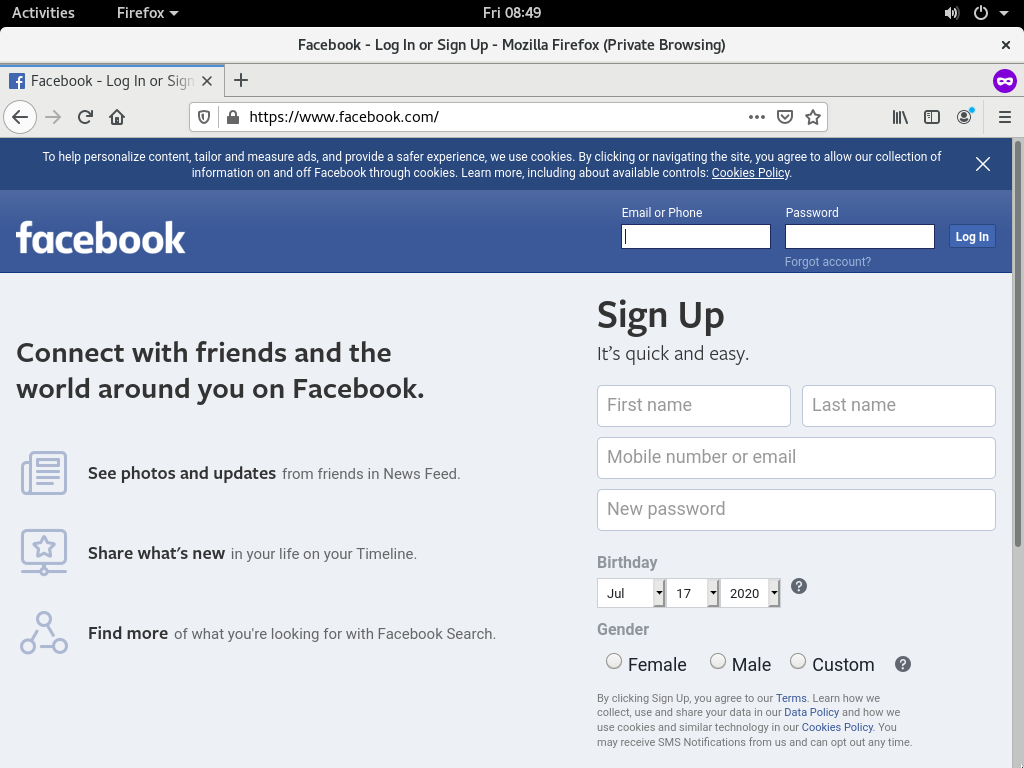 Activities Firefox Fri 08:49
Facebook - Log In or Sign Up - Mozilla Firefox (Private Browsing)
Facebook - Log In or Sign
https://www.facebook.com/
To help personalize content, tailor and measure ads, and provide a safer experience, we use cookies. By clicking or navigating the site, you agree to allow our collection of
information on and off Facebook through cookies. Learn more, including about available controls: Cookies Policy.
facebook
Email or Phone Password
Log In
Forgot account?
Connect with friends and the
world around you on Facebook.
See photos and updates from friends in News Feed.
Share what's new in your life on your Timeline.
Find more of what you're looking for with Facebook Search.
Sign Up
It's quick and easy.
First name Last name
Mobile number or email
New password
Birthday
Jul 17 2020
Gender
Female Male Custom
By clicking Sign Up, you agree to our Terms. Learn how we
collect, use and share your data in our Data Policy and how we
use cookies and similar technology in our Cookies Policy. You
may receive SMS Notifications from us and can opt out any time.